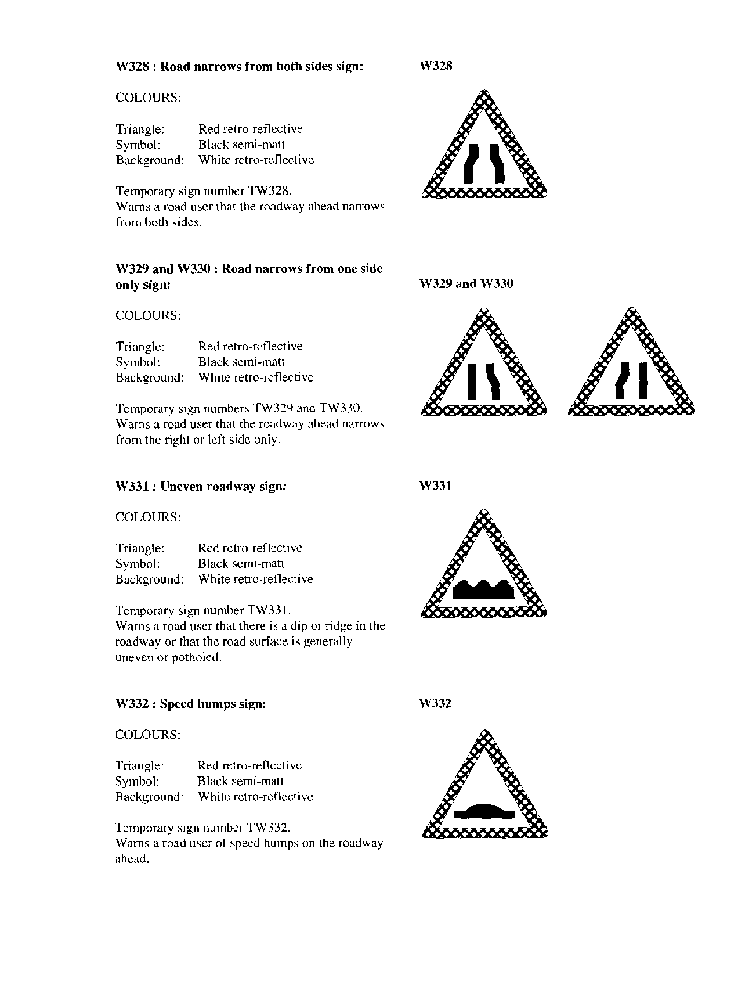 W328 : Road narrows from both sides sign:
W328
COLOURS:
Triangle: Red retro-reflective
Symbol: Black semi-matt
Background: White retro-reflective
Temporary sign number TW328.
Warns a road user that the roadway ahead narrows
from both sides.
W329 and W330 : Road narrows from one side
only sign:
W329 and W330
COLOURS:
Triangle: Red retro-reflective
Symbol: Black semi-matt
Background: White retro-reflective
Temporary sign numbers TW329 and TW330.
Warns a road user that the roadway ahead narrows
from the right or left side only.
W331 : Uneven roadway sign:
W331
COLOURS:
Triangle: Red retro-reflective
Symbol: Black semi-matt
Background: White retro-reflective
Temporary sign number TW331.
Warns a road user that there is a dip or ridge in the
roadway or that the road surface is generally
uneven or potholed.
W332 : Speed humps sign:
W332
COLOURS:
Triangle: Red retro-reflective
Symbol: Black semi-matt
Background: White retro-reflective
Temporary sign number TW332.
Warns a road user of speed humps on the roadway
ahead.